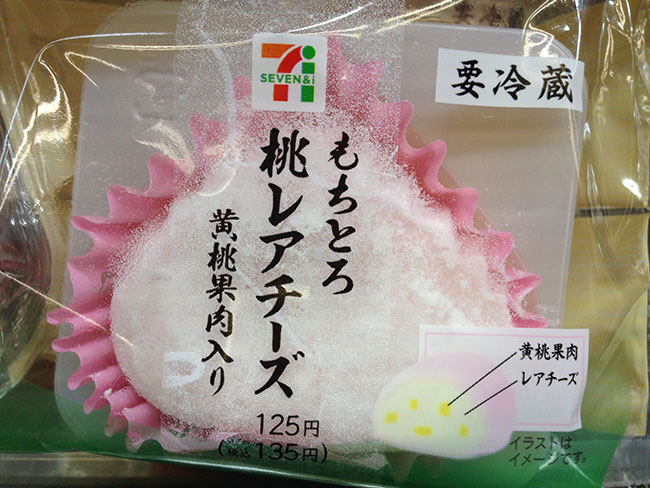 SEVEN&i
要冷蔵
もちとろ
桃レアチーズ
黄桃果肉入り
125円
(税込 135円)
黄桃果肉
レアチーズ
イラストは
イメージです。